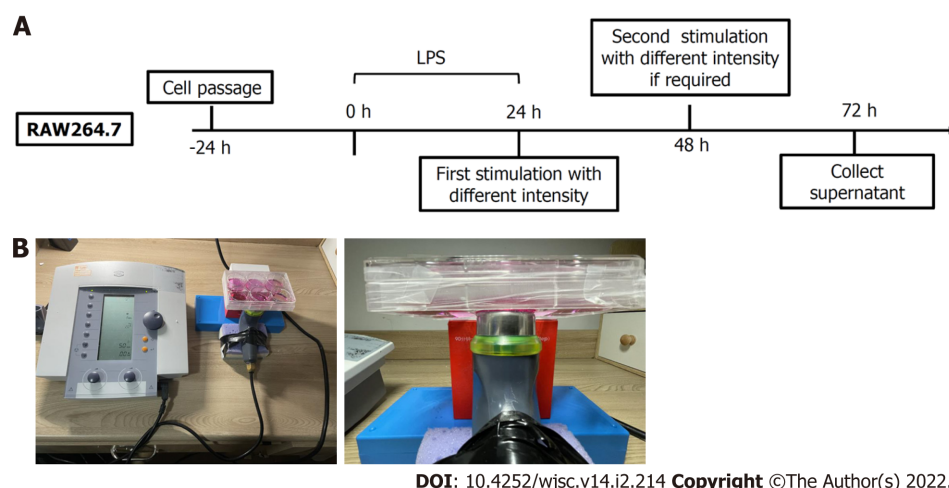 A
LPS
Second stimulation
with different intensity
if required
Cell passage
0 h
24 h
72 h
RAW264.7
-24 h
48 h
First stimulation with
different intensity
Collect
supernatant
B
DOI: 10.4252/wjsc.v14.i2.214 Copyright ©The Author(s) 2022.